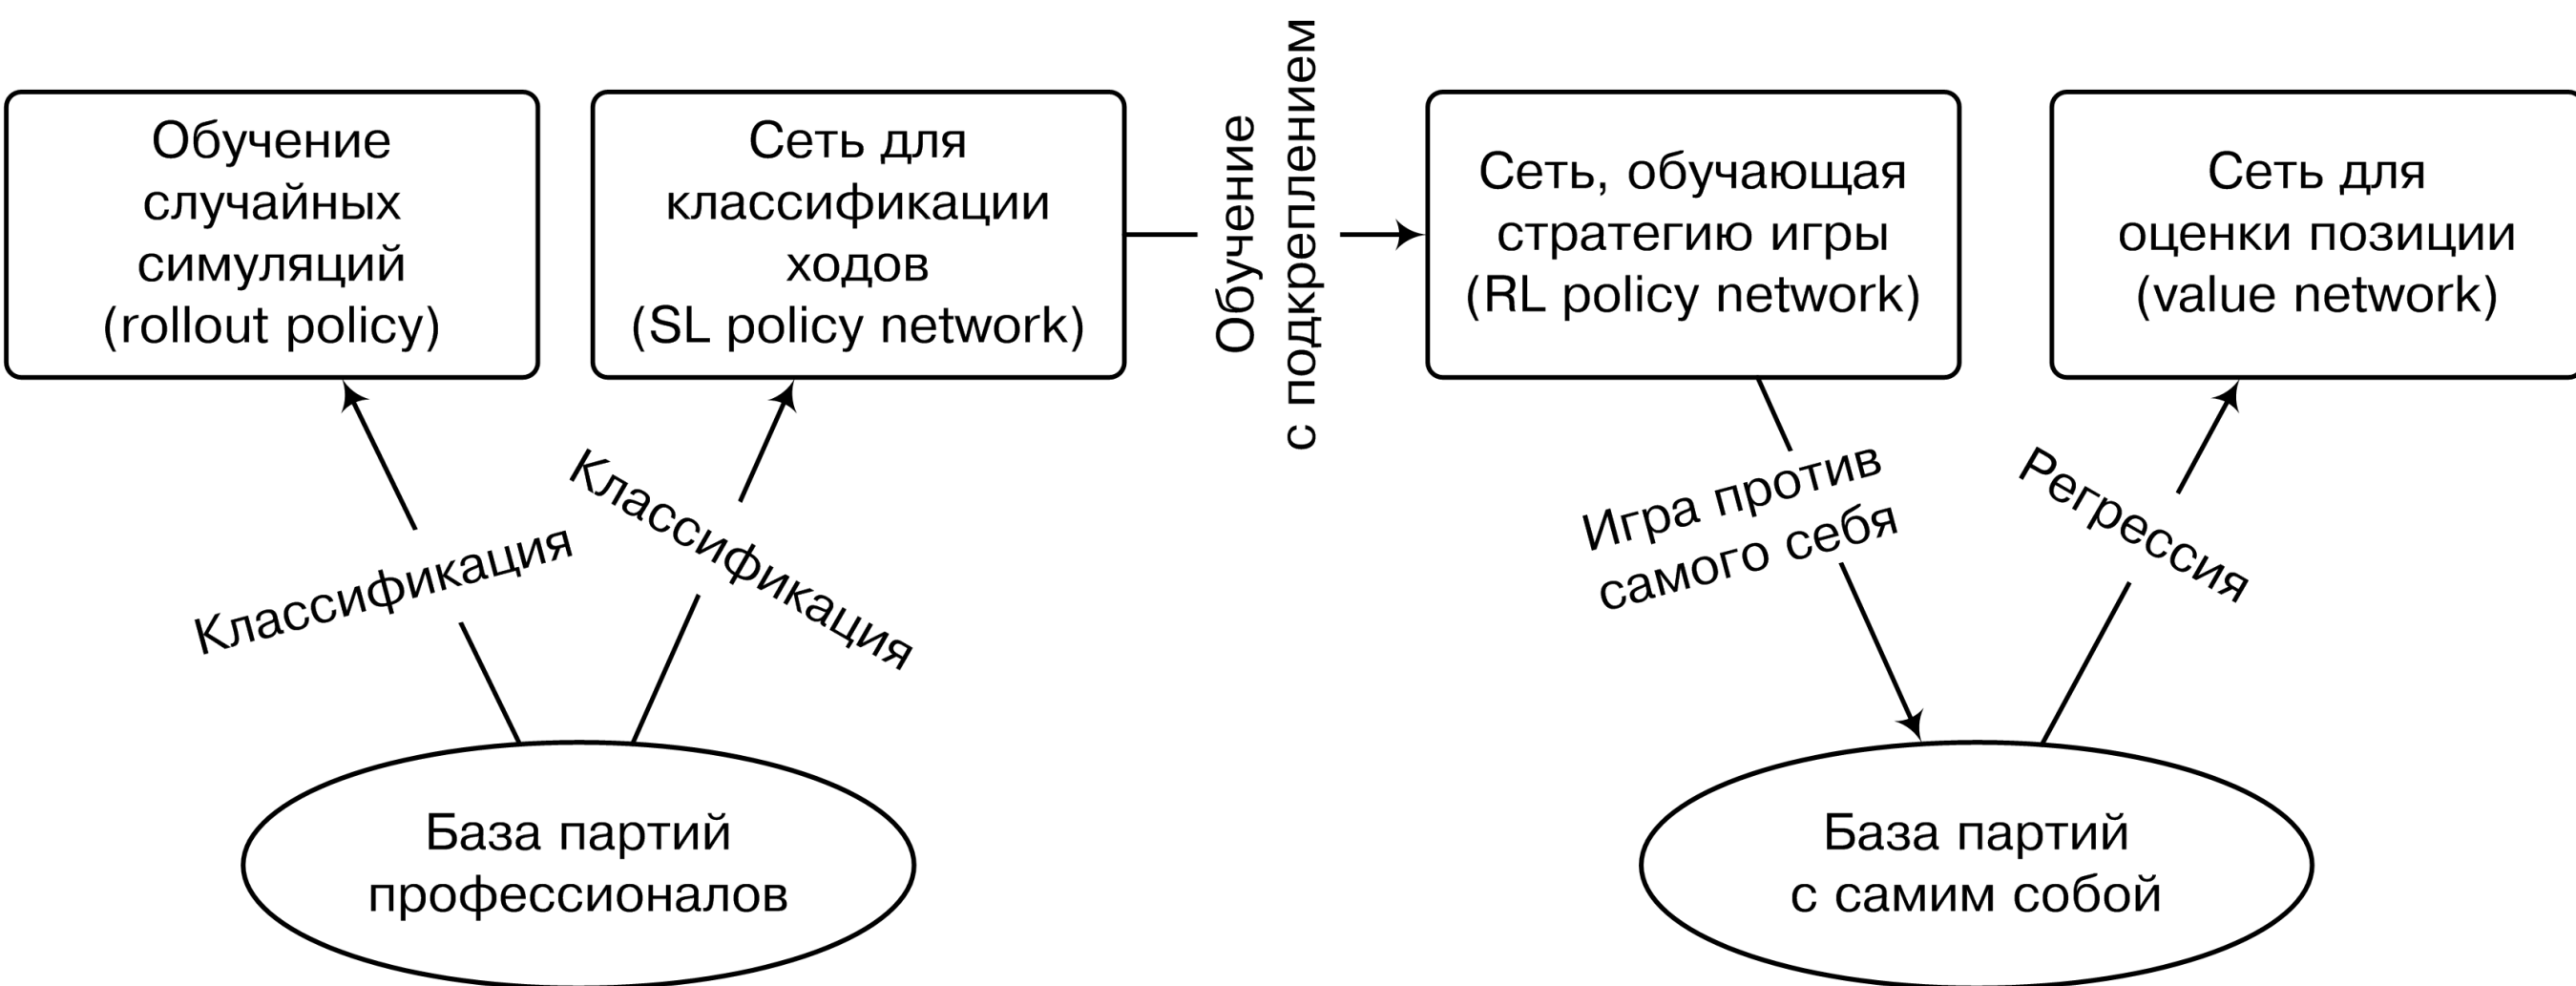 Обучение
случайных
симуляций
(rollout policy)
Сеть для
классификации
ходов
(SL policy network)
Обучение
с подкреплением
Сеть, обучающая
стратегию игры
(RL policy network)
Сеть для
оценки позиции
(value network)
Классификация
Классификация
Игра против
самого себя
Регрессия
База партий
профессионалов
База партий
с самим собой